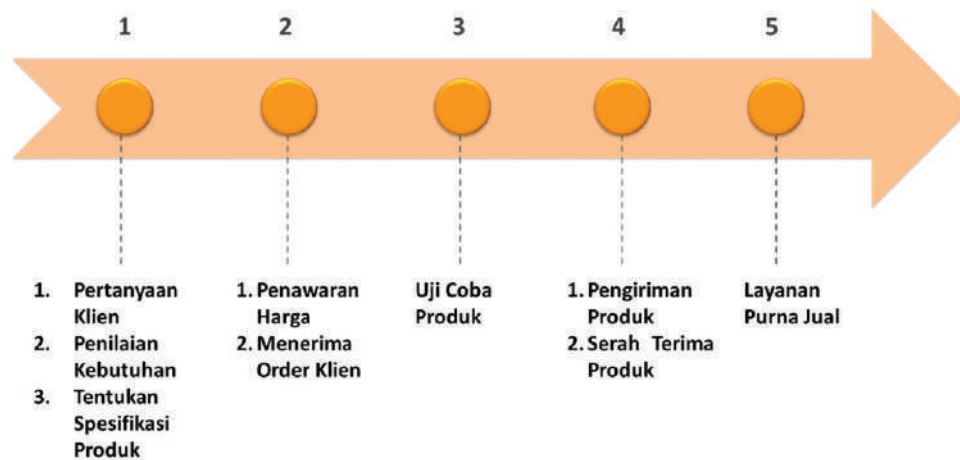 1 2 3 4 5
1. Pertanyaan
Klien
2. Penilaian
Kebutuhan
3. Tentukan
Spesifikasi
Produk
1. Penawaran
Harga
2. Menerima
Order Klien
Uji Coba
Produk
1. Pengiriman
Produk
2. Serah Terima
Produk
Layanan
Purna Jual